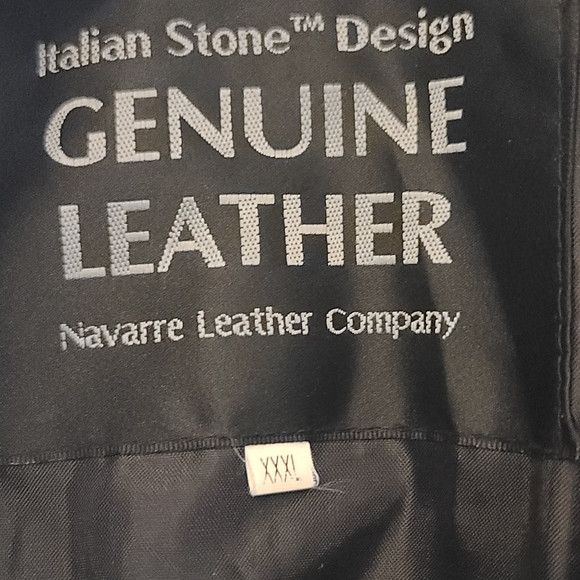 Italian Stone™ Design
GENUINE
LEATHER
Navarre Leather Company
XXXL